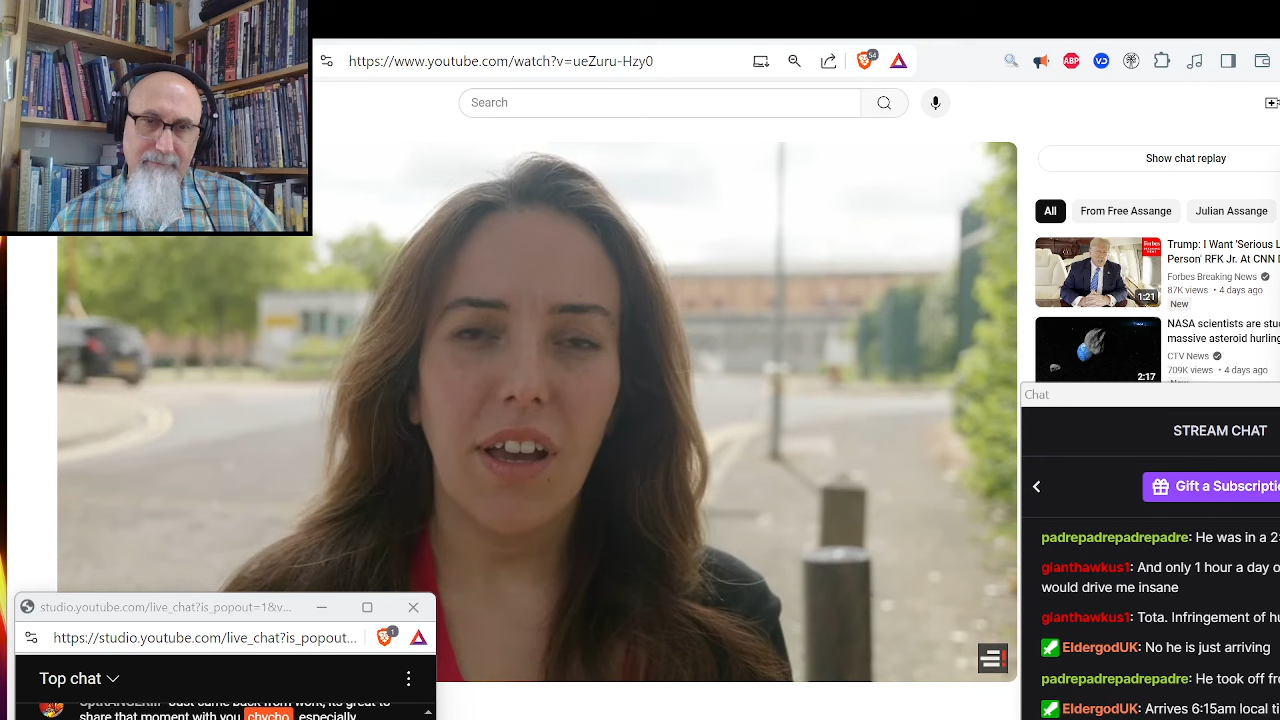 https://www.youtube.com/watch?v=ueZuru-Hzy0
54
ABP
VD
Search
Show chat replay
All
From Free Assange
Julian Assange
Trump: I Want 'Serious
Person' RFK Jr. At CNN D
Forbes Breaking News
87K views • 4 days ago
New
Forbes
1:21
NASA scientists are stu
massive asteroid hurling
CTV News
709K views • 4 days ago
2:17
Chat
STREAM CHAT
Gift a Subscripti
padrepadrepadrepadre: He was in a 2
gianthawkus1: And only 1 hour a day o
would drive me insane
gianthawkus1: Tota. Infringement of hu
EldergodUK: No he is just arriving
padrepadrepadrepadre: He took off fr
EldergodUK: Arrives 6:15am local ti
studio.youtube.com/live_chat?is_popout=1&v...
https://studio.youtube.com/live_chat?is_popout...
1
Top chat
Just came back from work, its great to
share that moment with you chycho especially